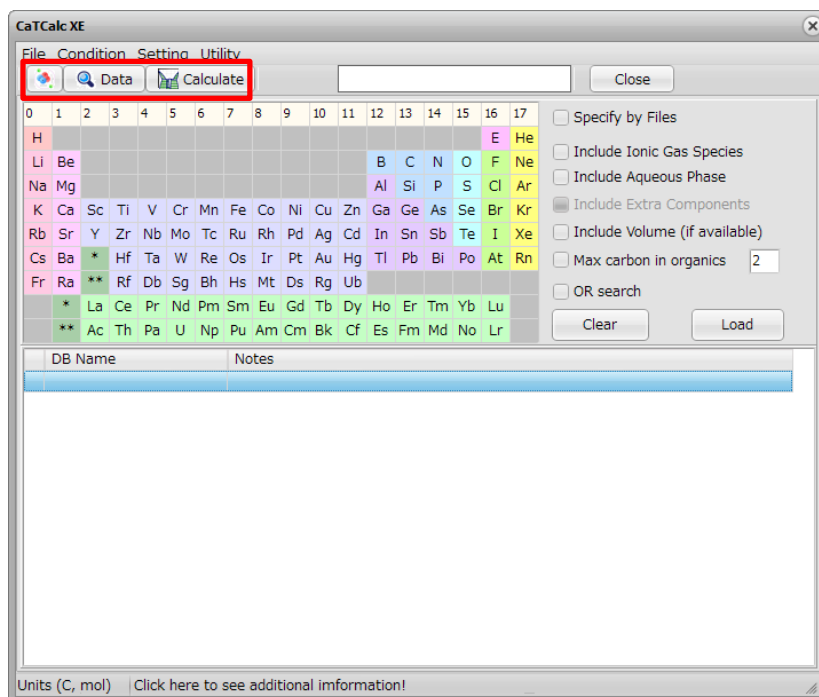 CaTCalc XE
File Condition Setting Utility
Data Calculate Close
0 1 2 3 4 5 6 7 8 9 10 11 12 13 14 15 16 17
H E He
Li Be B C N O F Ne
Na Mg Al Si P S Cl Ar
K Ca Sc Ti V Cr Mn Fe Co Ni Cu Zn Ga Ge As Se Br Kr
Rb Sr Y Zr Nb Mo Tc Ru Rh Pd Ag Cd In Sn Sb Te I Xe
Cs Ba * Hf Ta W Re Os Ir Pt Au Hg Tl Pb Bi Po At Rn
Fr Ra ** Rf Db Sg Bh Hs Mt Ds Rg Ub
* La Ce Pr Nd Pm Sm Eu Gd Tb Dy Ho Er Tm Yb Lu
** Ac Th Pa U Np Pu Am Cm Bk Cf Es Fm Md No Lr
Specify by Files
Include Ionic Gas Species
Include Aqueous Phase
Include Extra Components
Include Volume (if available)
Max carbon in organics 2
OR search
Clear Load
DB Name Notes
Units (C, mol) Click here to see additional imformation!